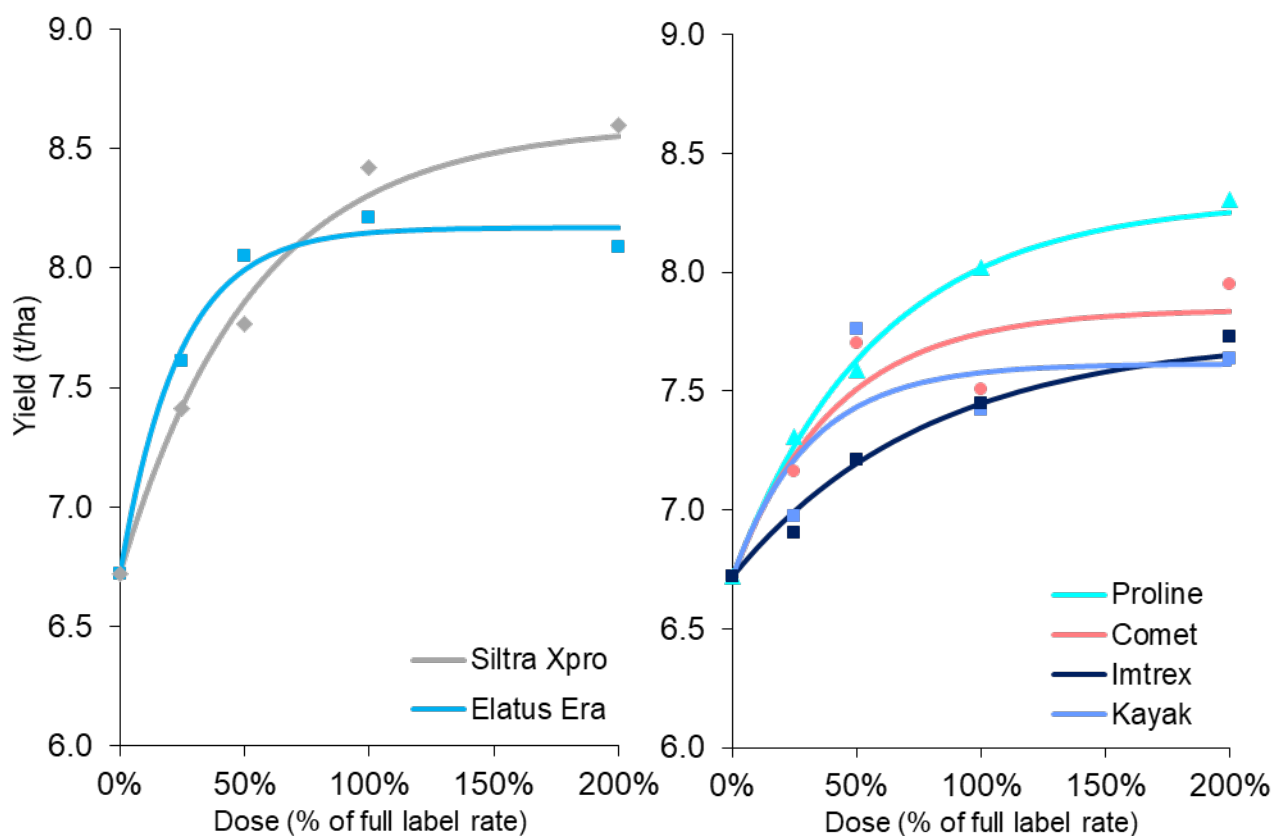 Yield (t/ha)
9.0
8.5
8.0
7.5
7.0
6.5
6.0
0%
50%
100%
150%
200%
Dose (% of full label rate)
Siltra Xpro
Elatus Era
9.0
8.5
8.0
7.5
7.0
6.5
6.0
0%
50%
100%
150%
200%
Dose (% of full label rate)
Proline
Comet
Imtrex
Kayak